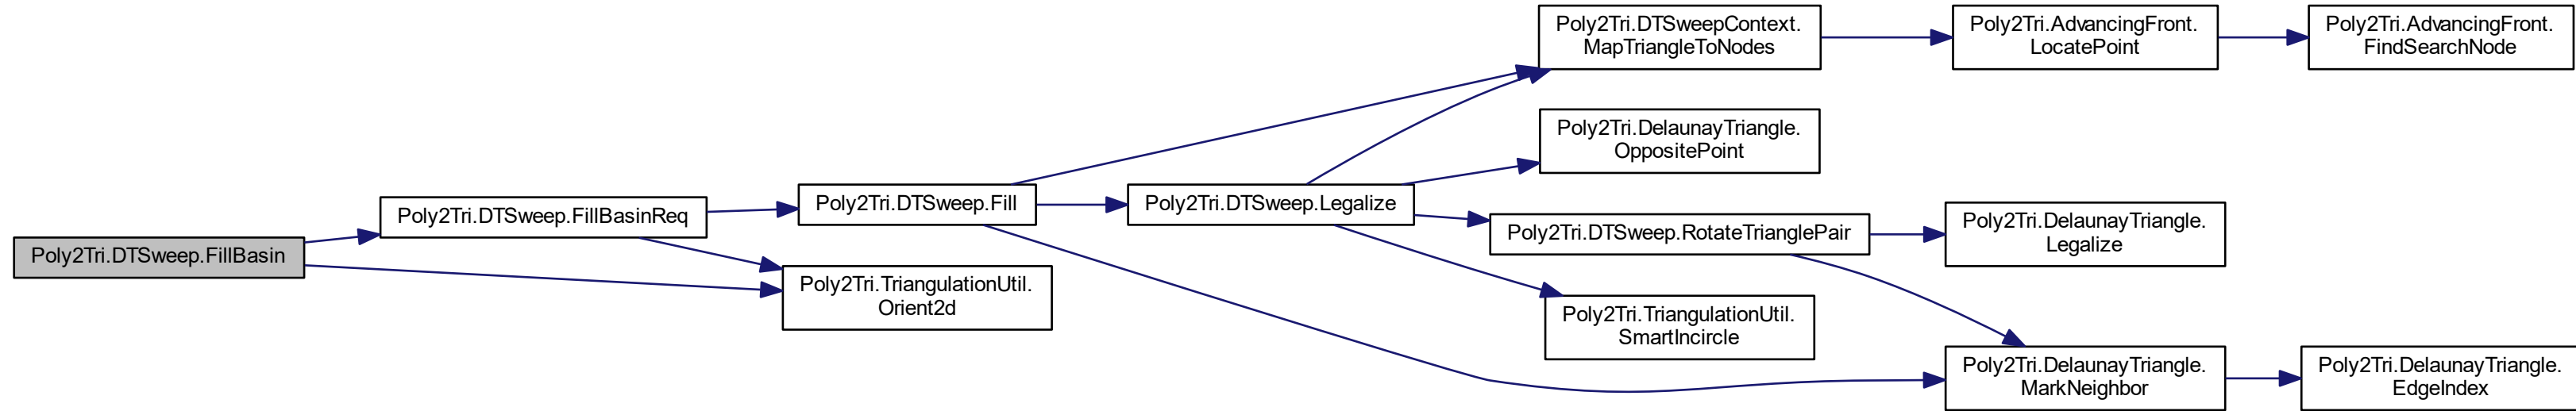 Poly2Tri.DTSweep.FillBasin
Poly2Tri.DTSweep.FillBasinReq
Poly2Tri.DTSweep.Fill
Poly2Tri.TriangulationUtil.
Orient2d
Poly2Tri.DTSweep.Legalize
Poly2Tri.DTSweepContext.
MapTriangleToNodes
Poly2Tri.DelaunayTriangle.
OppositePoint
Poly2Tri.DTSweep.RotateTrianglePair
Poly2Tri.TriangulationUtil.
SmartIncircle
Poly2Tri.AdvancingFront.
LocatePoint
Poly2Tri.AdvancingFront.
FindSearchNode
Poly2Tri.DelaunayTriangle.
Legalize
Poly2Tri.DelaunayTriangle.
MarkNeighbor
Poly2Tri.DelaunayTriangle.
EdgeIndex